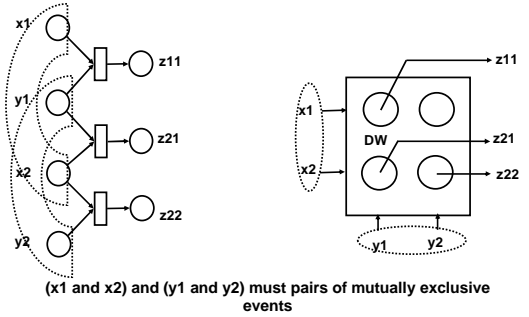 x1
z11
y1
z21
x2
z22
y2
z11
x1
DW
z21
x2
z22
y1 y2
(x1 and x2) and (y1 and y2) must pairs of mutually exclusive
events